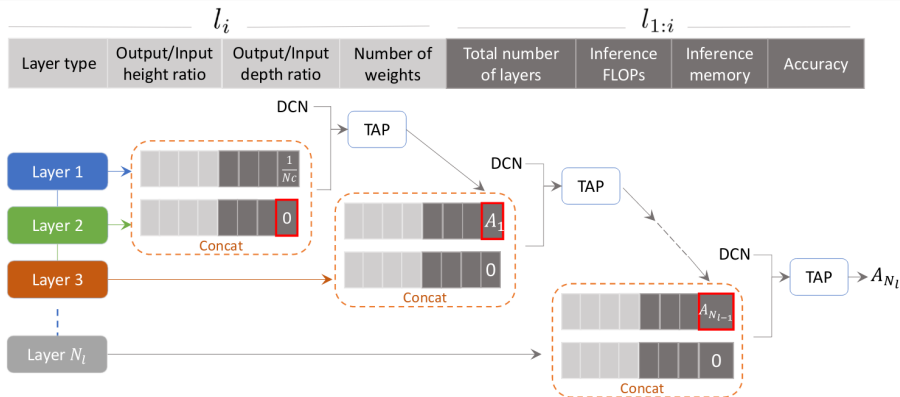 l_i
l_{1:i}
Layer type
Output/Input
height ratio
Output/Input
depth ratio
Number of
weights
Total number
of layers
Inference
FLOPs
Inference
memory
Accuracy
DCN
TAP
Layer 1
1/Nc
DCN
TAP
Layer 2
0
A_1
Concat
Layer 3
0
DCN
TAP
A_{N_l}
Concat
A_{N_{l-1}}
Layer N_l
0
Concat